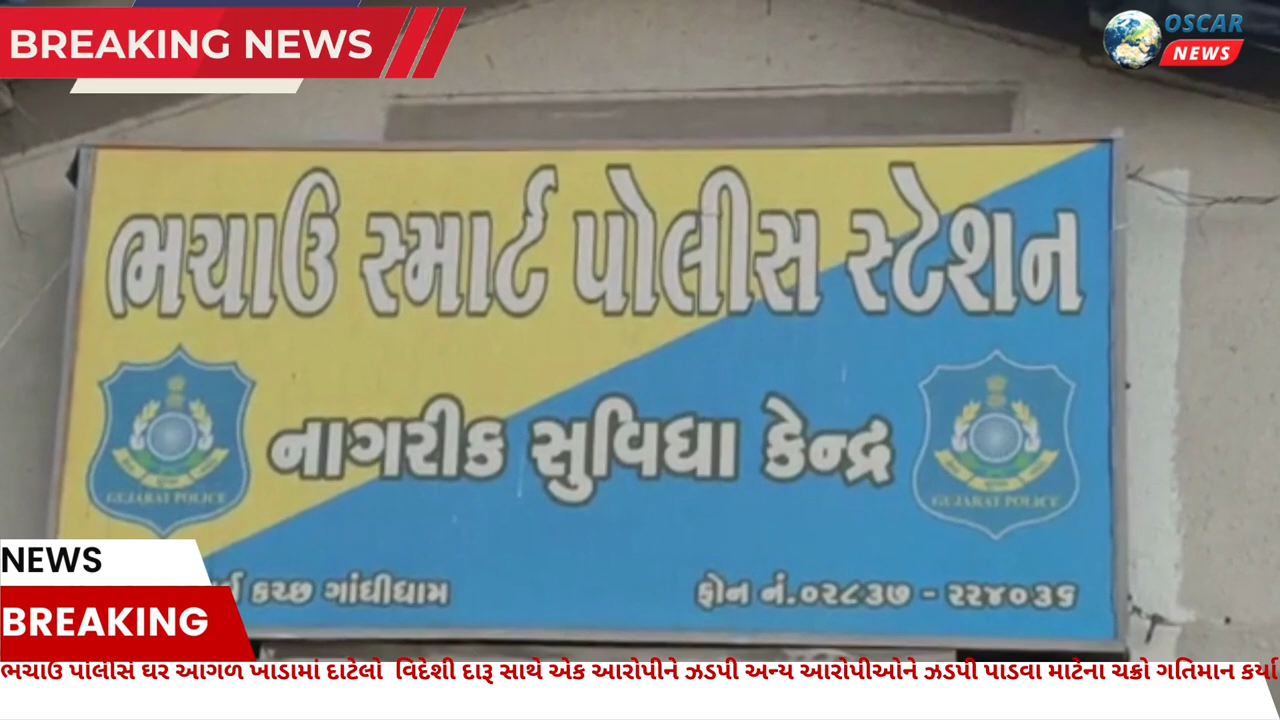 BREAKING NEWS
OSCAR
NEWS
ભચાઉ સ્માર્ટ પોલીસ સ્ટેશન
નાગરીક સુવિધા કેન્દ્ર
GUJARAT POLICE
GUJARAT POLICE
કચ્છ ગાંધીધામ
ફોન નં.૦૨૮૩૭ - ૨૨૪૦૩૬
NEWS
BREAKING
ભચાઉ પોલીસે ઘર આગળ ખાડામાં દાટેલો વિદેશી દારૂ સાથે એક આરોપીને ઝડપી અન્ય આરોપીઓને ઝડપી પાડવા માટેના ચક્રો ગતિમાન કર્યા